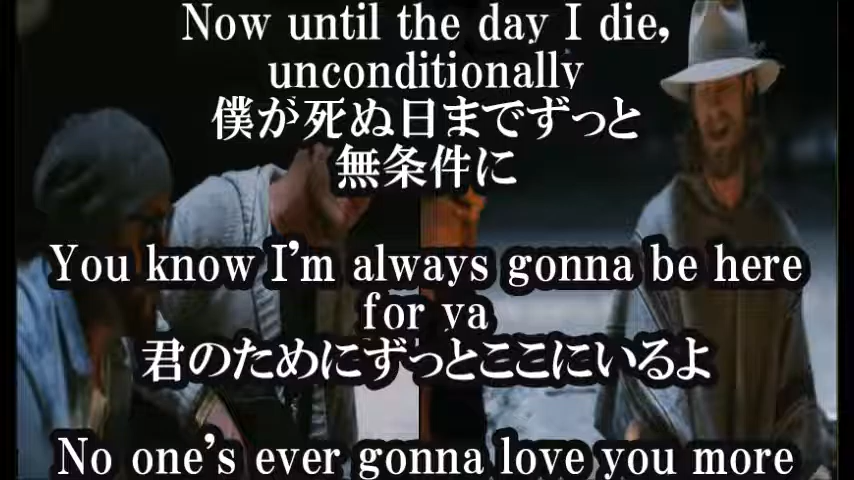 Now until the day I die,
unconditionally
僕が死ぬ日までずっと
無条件に
You know I'm always gonna be here
for ya
君のためにずっとここにいるよ
No one's ever gonna love you more